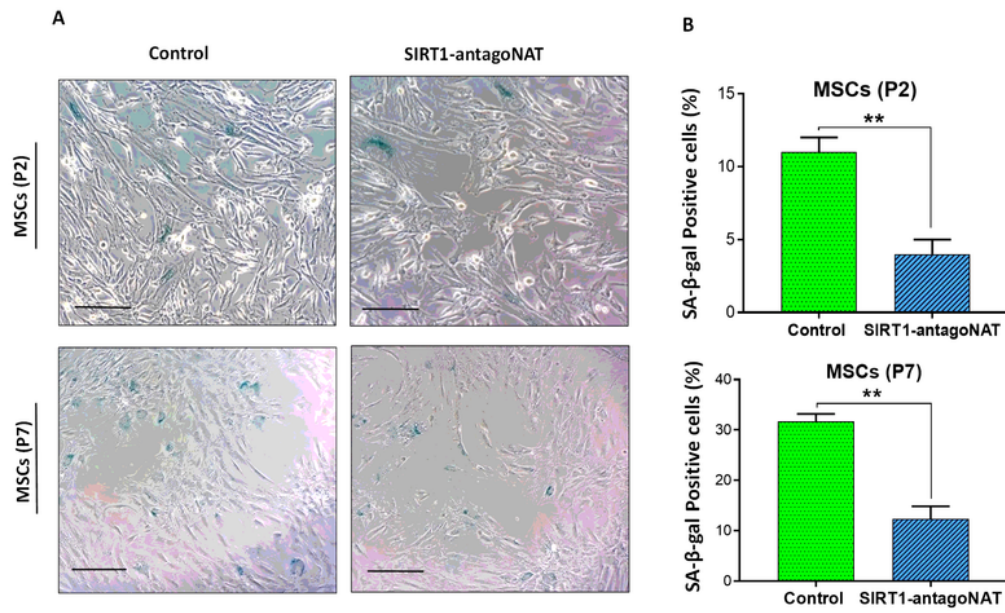 A
Control
SIRT1-antagoNAT
MSCs (P2)
MSCs (P7)
B
MSCs (P2)
**
SA-β-gal Positive cells (%)
15
10
5
0
Control
SIRT1-antagoNAT
MSCs (P7)
**
SA-β-gal Positive cells (%)
40
30
20
10
0
Control
SIRT1-antagoNAT